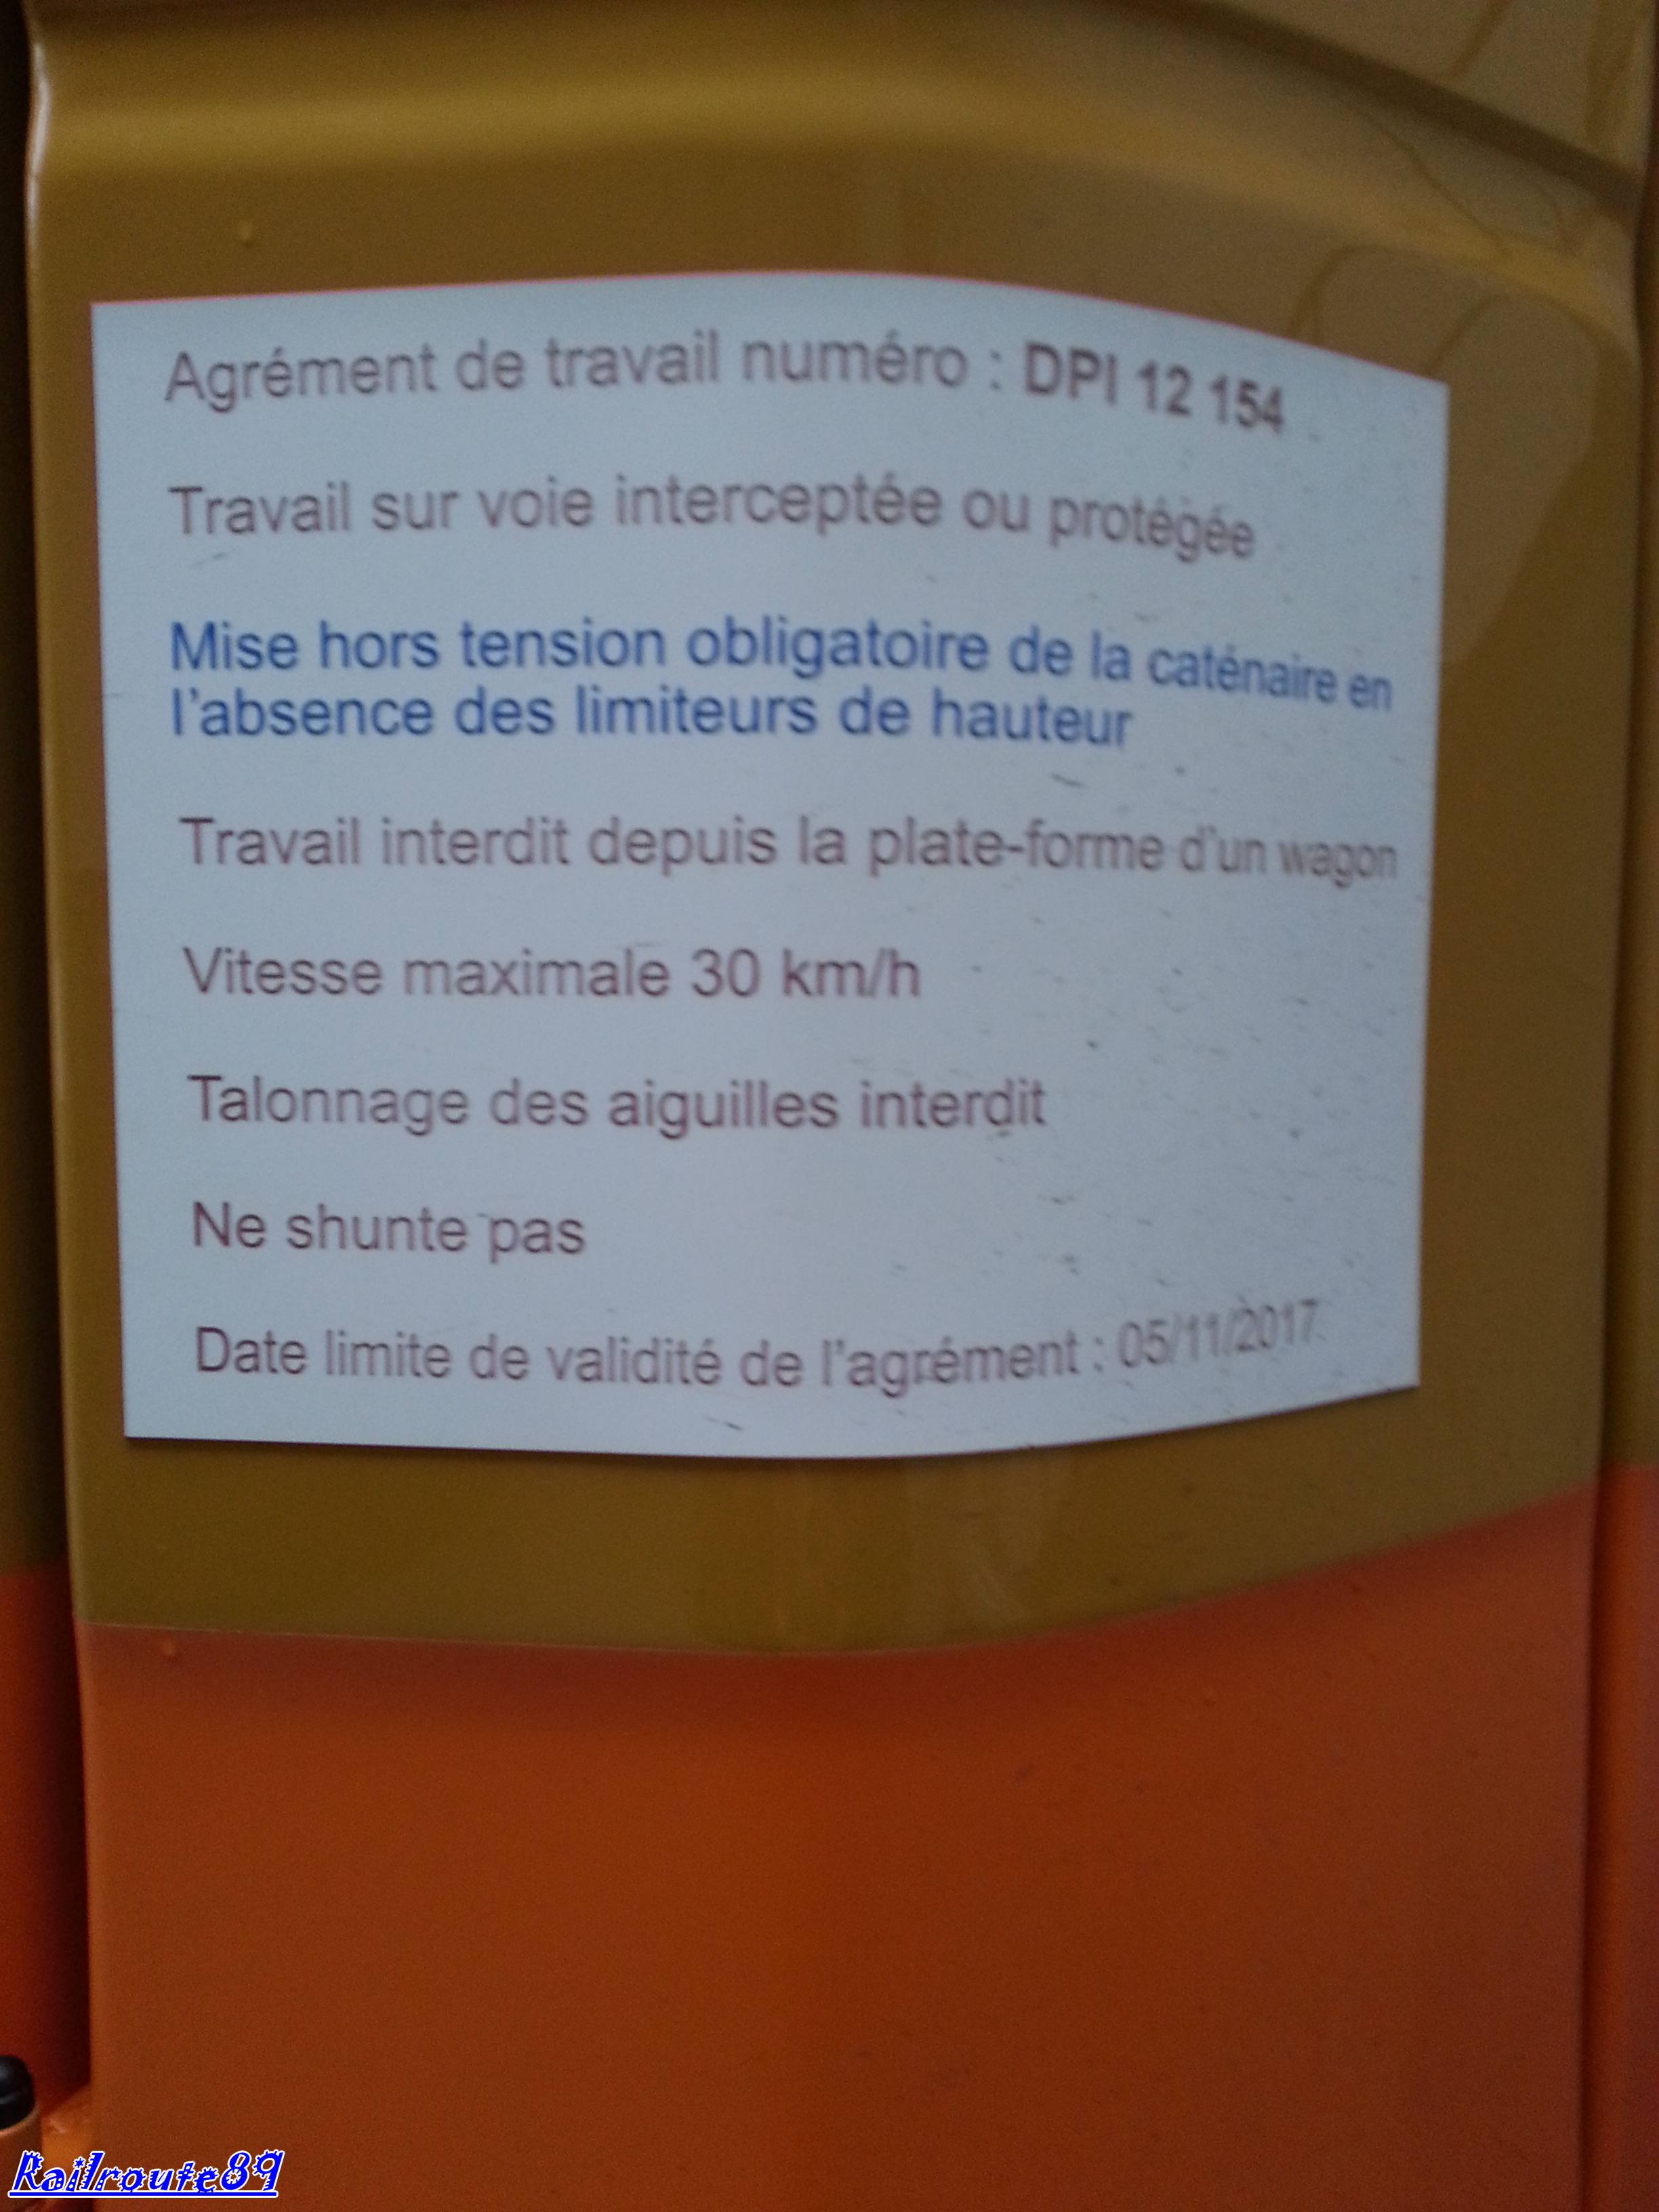 Agrément de travail numéro : DPI 12 154
Travail sur voie interceptée ou protégée
Mise hors tension obligatoire de la caténaire en
l'absence des limiteurs de hauteur
Travail interdit depuis la plate-forme d'un wagon
Vitesse maximale 30 km/h
Talonnage des aiguilles interdit
Ne shunte pas
Date limite de validité de l'agrément : 05/11/2017
Railroute89